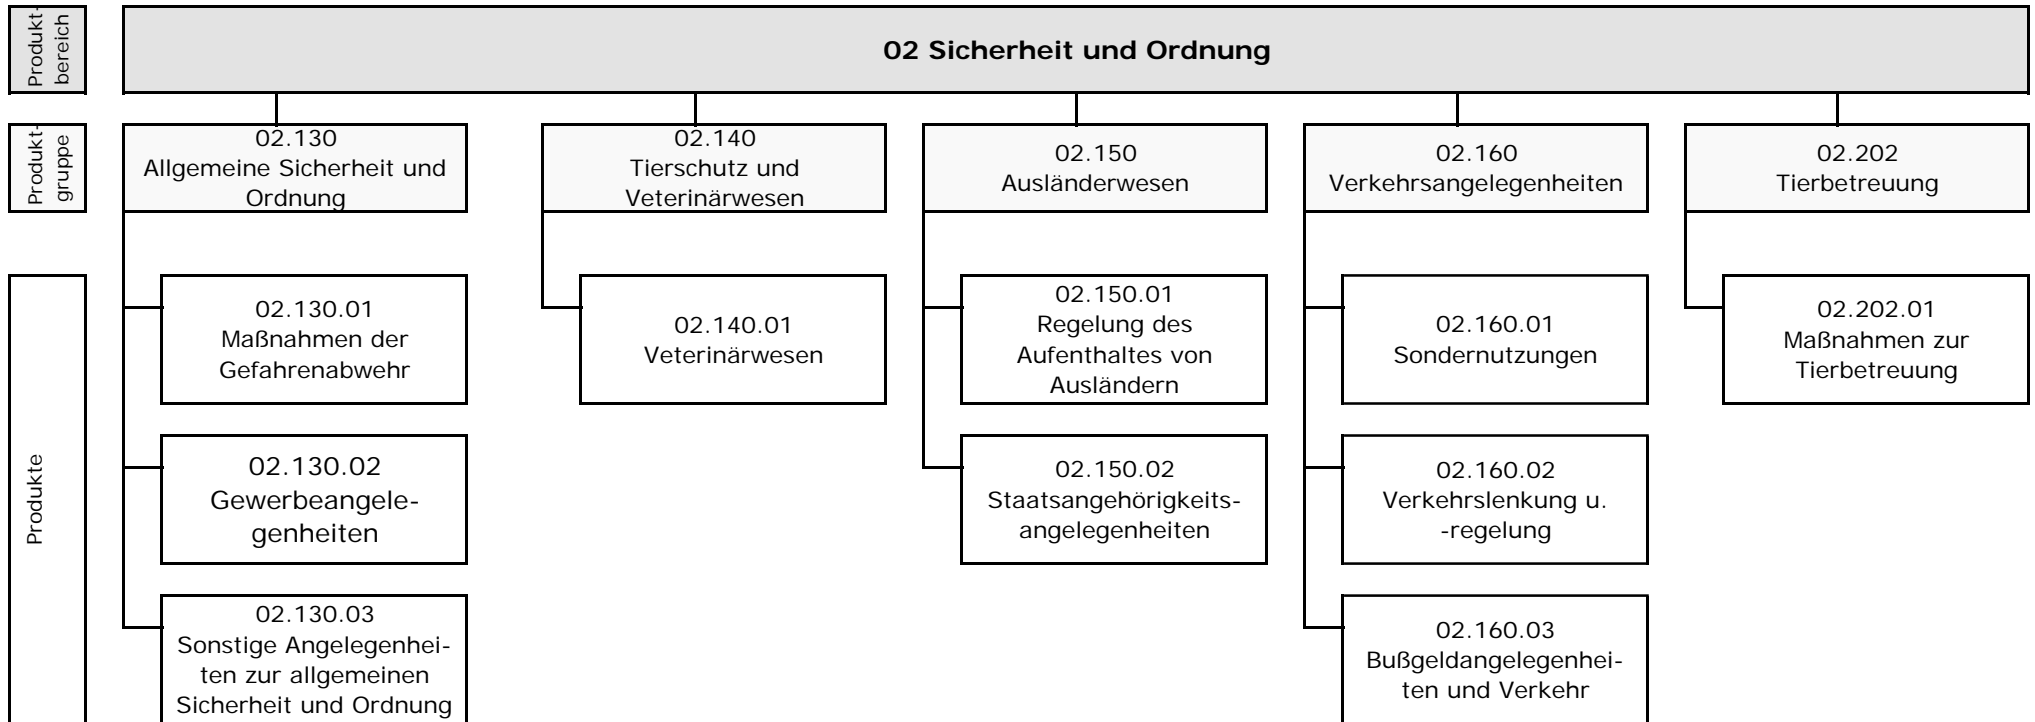 Produkt-
bereich
02 Sicherheit und Ordnung
Produkt-
gruppe
02.130
Allgemeine Sicherheit und
Ordnung
02.140
Tierschutz und
Veterinärwesen
02.150
Ausländerwesen
02.160
Verkehrsangelegenheiten
02.202
Tierbetreuung
Produkte
02.130.01
Maßnahmen der
Gefahrenabwehr
02.140.01
Veterinärwesen
02.150.01
Regelung des
Aufenthaltes von
Ausländern
02.160.01
Sondernutzungen
02.202.01
Maßnahmen zur
Tierbetreuung
02.130.02
Gewerbeangele-
genheiten
02.150.02
Staatsangehörigkeits-
angelegenheiten
02.160.02
Verkehrslenkung u.
-regelung
02.130.03
Sonstige Angelegenhei-
ten zur allgemeinen
Sicherheit und Ordnung
02.160.03
Bußgeldangelegenhei-
ten und Verkehr